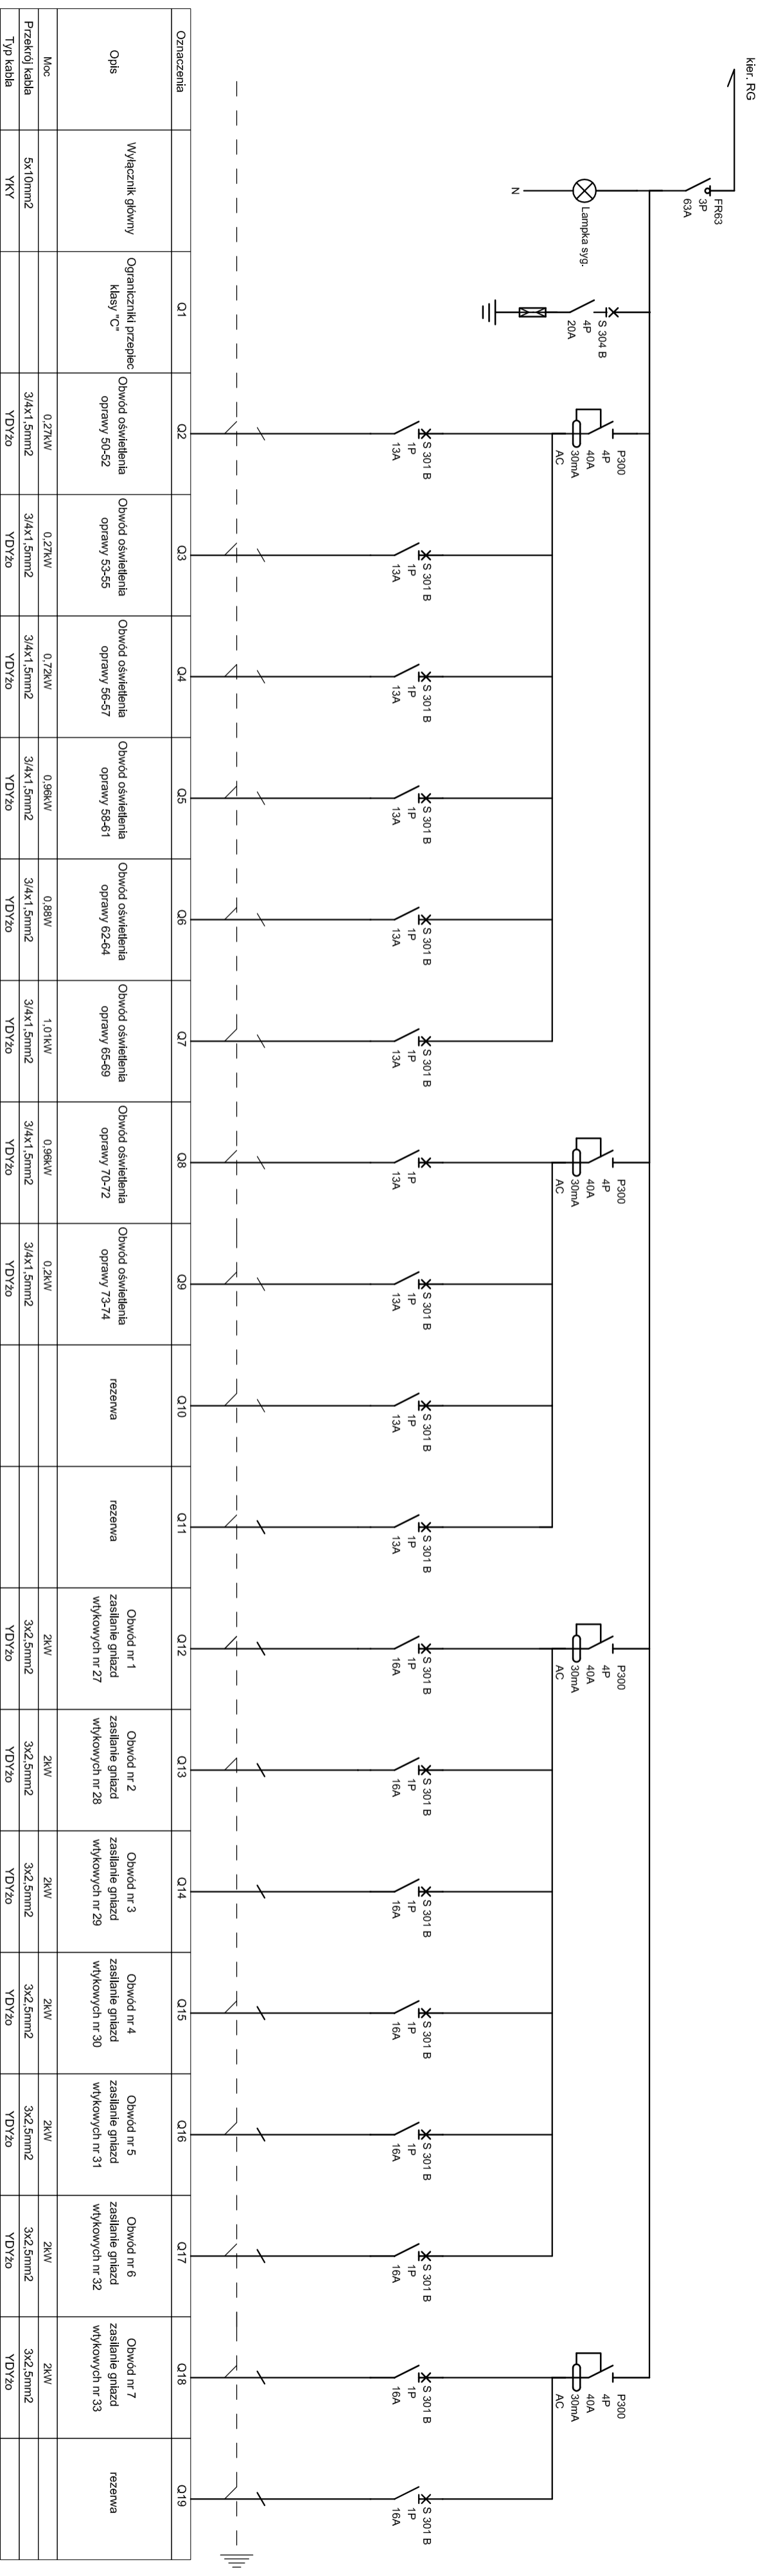 kier. RG
FR63
3P
63A
Lampka syg.
N
S 304 B
4P
20A
P300
4P
40A
30mA
AC
P300
4P
40A
30mA
AC
P300
4P
40A
30mA
AC
P300
4P
40A
30mA
AC
S 301 B
1P
13A
S 301 B
1P
13A
S 301 B
1P
13A
S 301 B
1P
13A
S 301 B
1P
13A
S 301 B
1P
13A
1P
13A
S 301 B
1P
13A
S 301 B
1P
13A
S 301 B
1P
13A
S 301 B
1P
16A
S 301 B
1P
16A
S 301 B
1P
16A
S 301 B
1P
16A
S 301 B
1P
16A
S 301 B
1P
16A
S 301 B
1P
16A
S 301 B
1P
16A
Oznaczenia Q1 Q2 Q3 Q4 Q5 Q6 Q7 Q8 Q9 Q10 Q11 Q12 Q13 Q14 Q15 Q16 Q17 Q18 Q19
Opis
Wyłącznik główny
Ograniczniki przepięc
klasy "C"
Obwód oświetlenia
oprawy 50-52
Obwód oświetlenia
oprawy 53-55
Obwód oświetlenia
oprawy 56-57
Obwód oświetlenia
oprawy 58-61
Obwód oświetlenia
oprawy 62-64
Obwód oświetlenia
oprawy 65-69
Obwód oświetlenia
oprawy 70-72
Obwód oświetlenia
oprawy 73-74
rezerwa
rezerwa
Obwód nr 1
zasilanie gniazd
wtykowych nr 27
Obwód nr 2
zasilanie gniazd
wtykowych nr 28
Obwód nr 3
zasilanie gniazd
wtykowych nr 29
Obwód nr 4
zasilanie gniazd
wtykowych nr 30
Obwód nr 5
zasilanie gniazd
wtykowych nr 31
Obwód nr 6
zasilanie gniazd
wtykowych nr 32
Obwód nr 7
zasilanie gniazd
wtykowych nr 33
rezerwa
Moc 0,27kW 0,27kW 0,72kW 0,96kW 0,88W 1,01kW 0,96kW 0,2kW 2kW 2kW 2kW 2kW 2kW 2kW 2kW
Przekrój kabla 5x10mm2 3/4x1,5mm2 3/4x1,5mm2 3/4x1,5mm2 3/4x1,5mm2 3/4x1,5mm2 3/4x1,5mm2 3/4x1,5mm2 3/4x1,5mm2 3x2,5mm2 3x2,5mm2 3x2,5mm2 3x2,5mm2 3x2,5mm2 3x2,5mm2 3x2,5mm2
Typ kabla YKY YDYżo YDYżo YDYżo YDYżo YDYżo YDYżo YDYżo YDYżo YDYżo YDYżo YDYżo YDYżo YDYżo YDYżo YDYżo